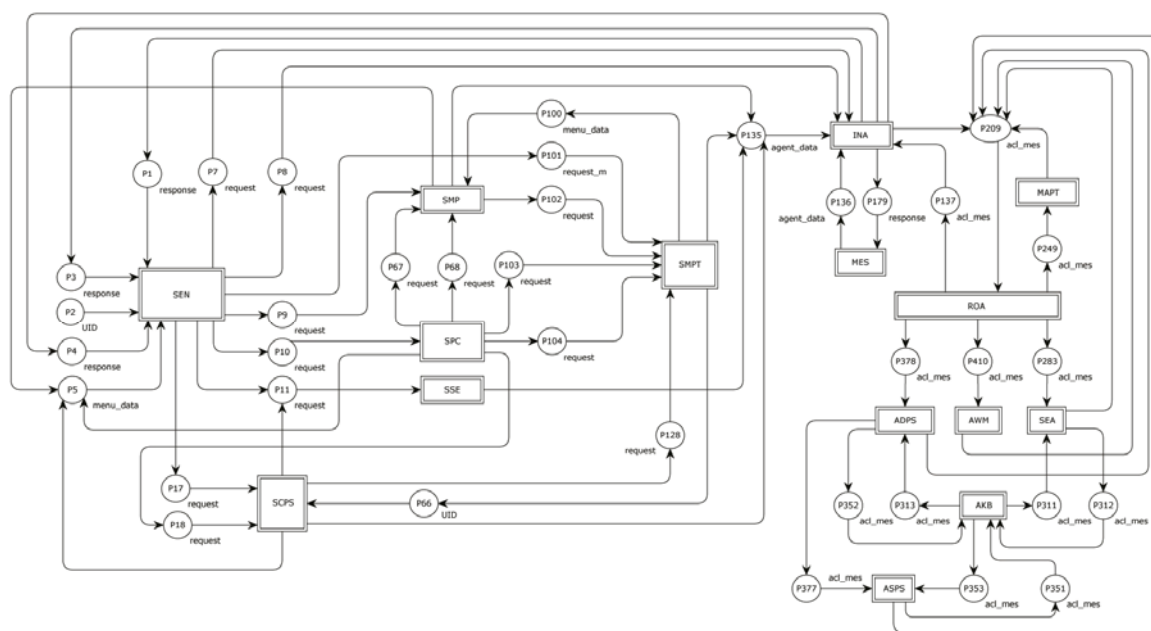 P100
menu_data
P135
agent_data
INA
P209
acl_mes
P1
response
P7
request
P8
request
P101
request_m
SMP
P102
request
P136
agent_data
P179
response
P137
acl_mes
MAPT
P3
response
SEN
P67
request
P68
request
P103
request
SMPT
MES
P249
acl_mes
P2
UID
P9
request
ROA
P4
response
P10
request
SPC
P104
request
P378
acl_mes
P410
acl_mes
P283
acl_mes
P5
menu_data
P11
request
SSE
ADPS
AWM
SEA
P128
request
P17
request
SCPS
P66
UID
P18
request
P352
acl_mes
P313
acl_mes
AKB
P311
acl_mes
P312
acl_mes
P377
acl_mes
ASPS
P353
acl_mes
P351
acl_mes